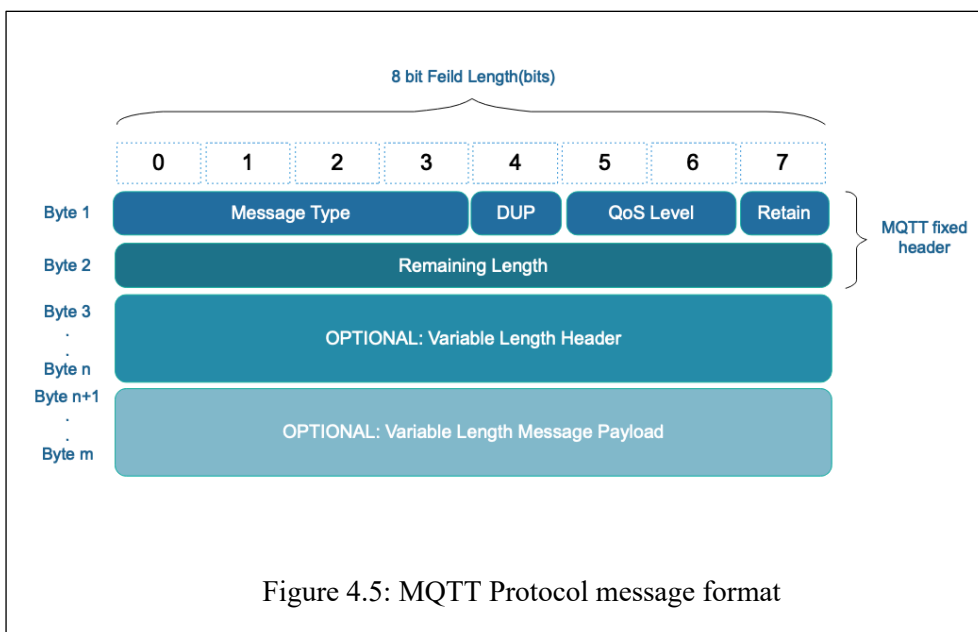 8 bit Feild Length(bits)
0 1 2 3 4 5 6 7
Byte 1 Message Type DUP QoS Level Retain
MQTT fixed
header
Byte 2 Remaining Length
Byte 3
.
.
Byte n
OPTIONAL: Variable Length Header
Byte n+1
.
.
Byte m
OPTIONAL: Variable Length Message Payload
Figure 4.5: MQTT Protocol message format